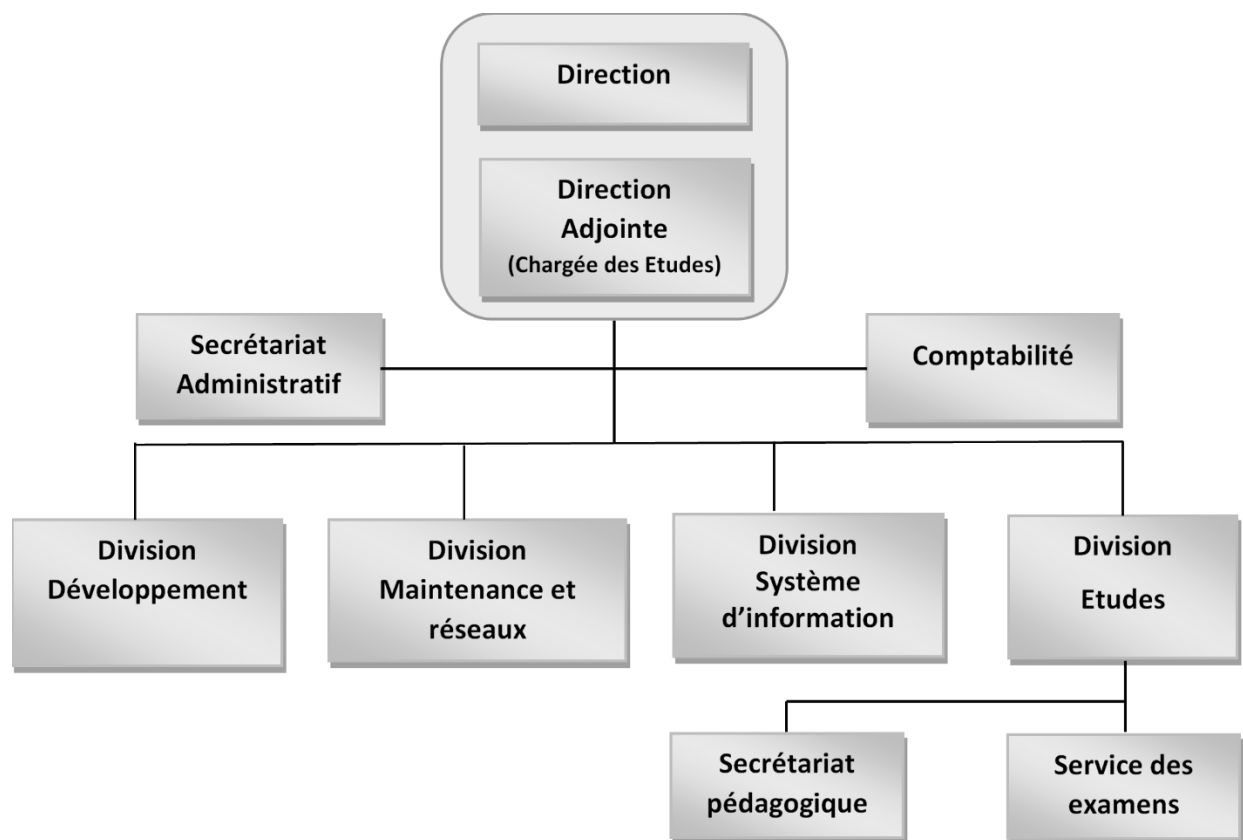 Direction
Direction
Adjointe
(Chargée des Etudes)
Secrétariat
Administratif
Comptabilité
Division
Développement
Division
Maintenance et
réseaux
Division
Système
d’information
Division
Etudes
Secrétariat
pédagogique
Service des
examens